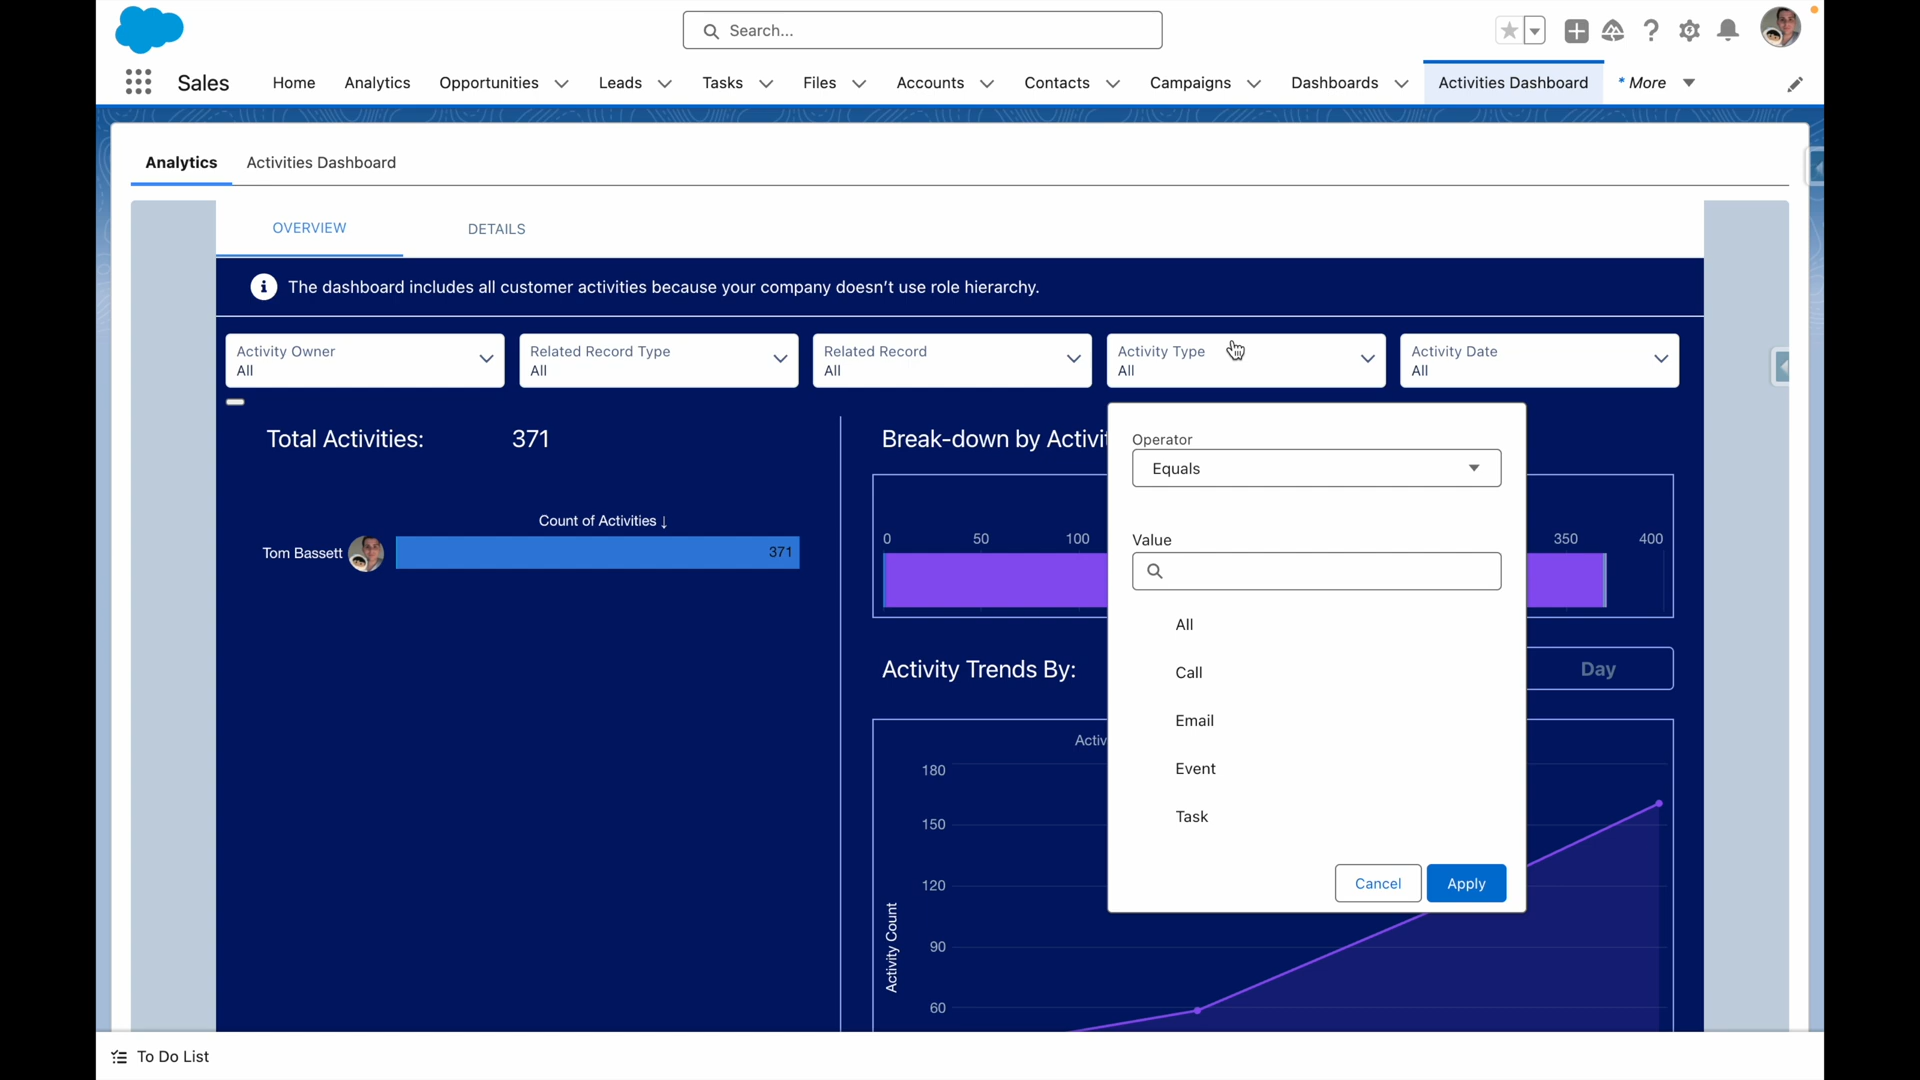 Search...
Sales
Home
Analytics
Opportunities
Leads
Tasks
Files
Accounts
Contacts
Campaigns
Dashboards
Activities Dashboard
* More
Analytics
Activities Dashboard
OVERVIEW
DETAILS
The dashboard includes all customer activities because your company doesn't use role hierarchy.
Activity Owner
All
Related Record Type
All
Related Record
All
Activity Type
All
Activity Date
All
Total Activities:
371
Count of Activities ↓
Tom Bassett
371
Break-down by Activi
0
50
100
350
400
Activity Trends By:
Day
Activ
180
150
120
90
60
Activity Count
Operator
Equals
Value
All
Call
Email
Event
Task
Cancel
Apply
To Do List